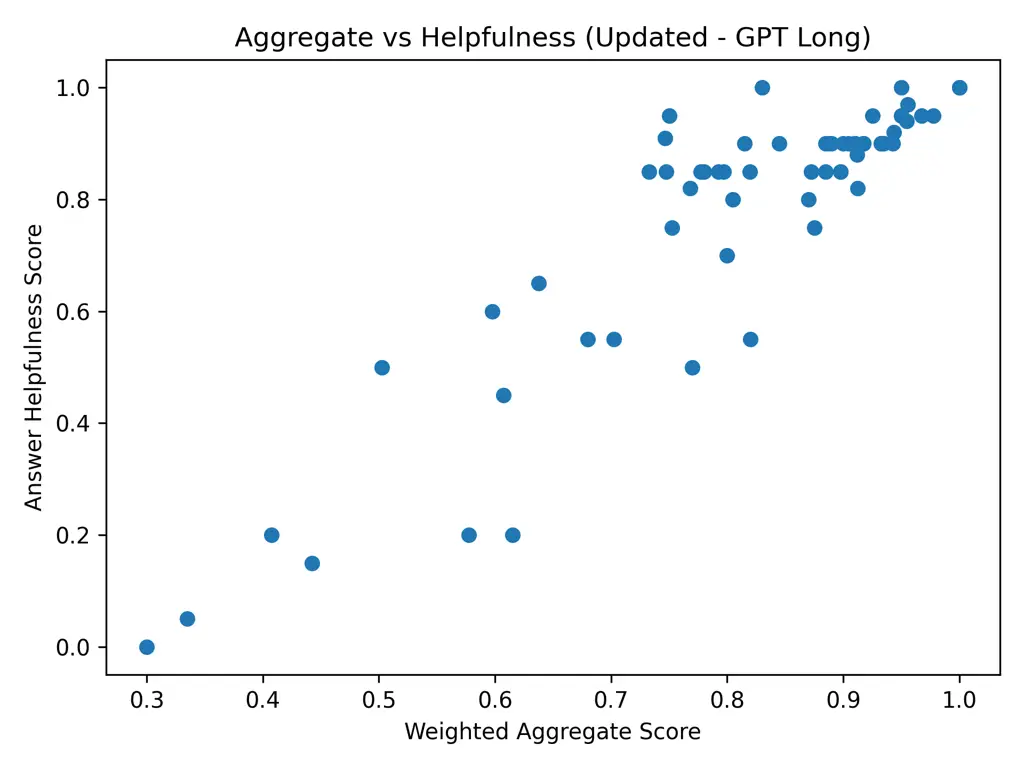 Aggregate vs Helpfulness (Updated - GPT Long)
Answer Helpfulness Score
1.0
0.8
0.6
0.4
0.2
0.0
0.3 0.4 0.5 0.6 0.7 0.8 0.9 1.0
Weighted Aggregate Score